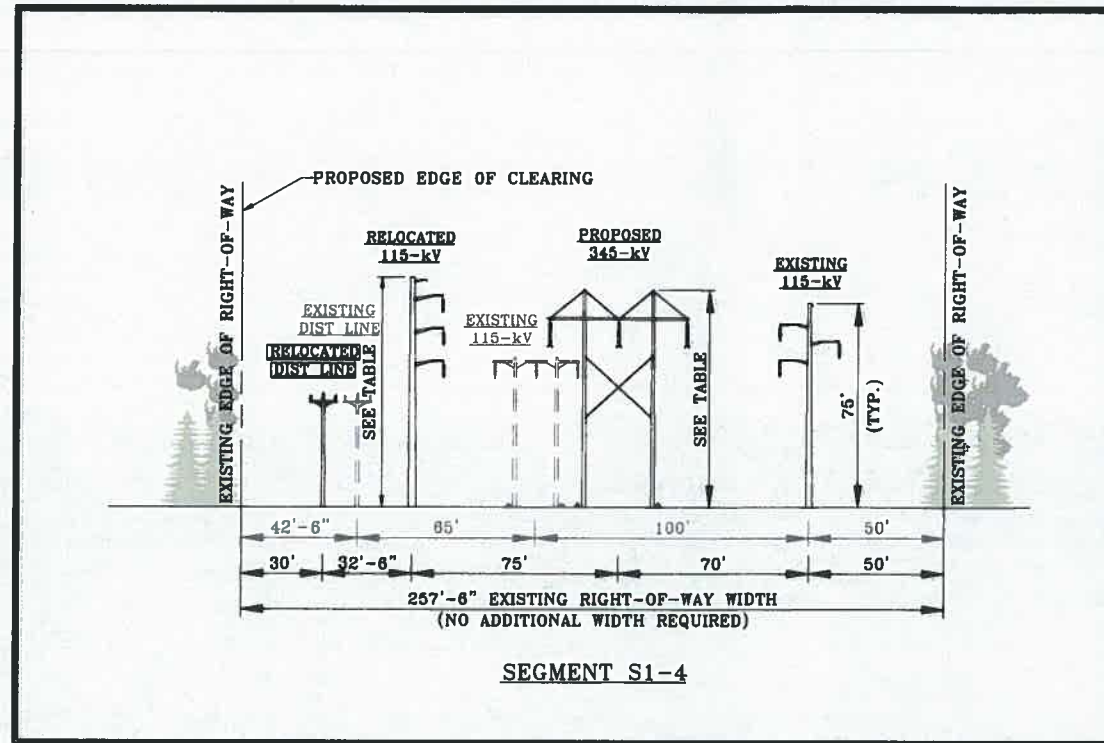 PROPOSED EDGE OF CLEARING
EXISTING EDGE OF RIGHT-OF-WAY
RELOCATED
115-kV
PROPOSED
345-kV
EXISTING
115-kV
EXISTING EDGE OF RIGHT-OF-WAY
EXISTING
DIST LINE
RELOCATED
DIST LINE
SEE TABLE
EXISTING
115-kV
SEE TABLE
75'
(TYP.)
42'-6" 65' 100' 50'
30' 32'-6" 75' 70' 50'
257'-6" EXISTING RIGHT-OF-WAY WIDTH
(NO ADDITIONAL WIDTH REQUIRED)
SEGMENT S1-4